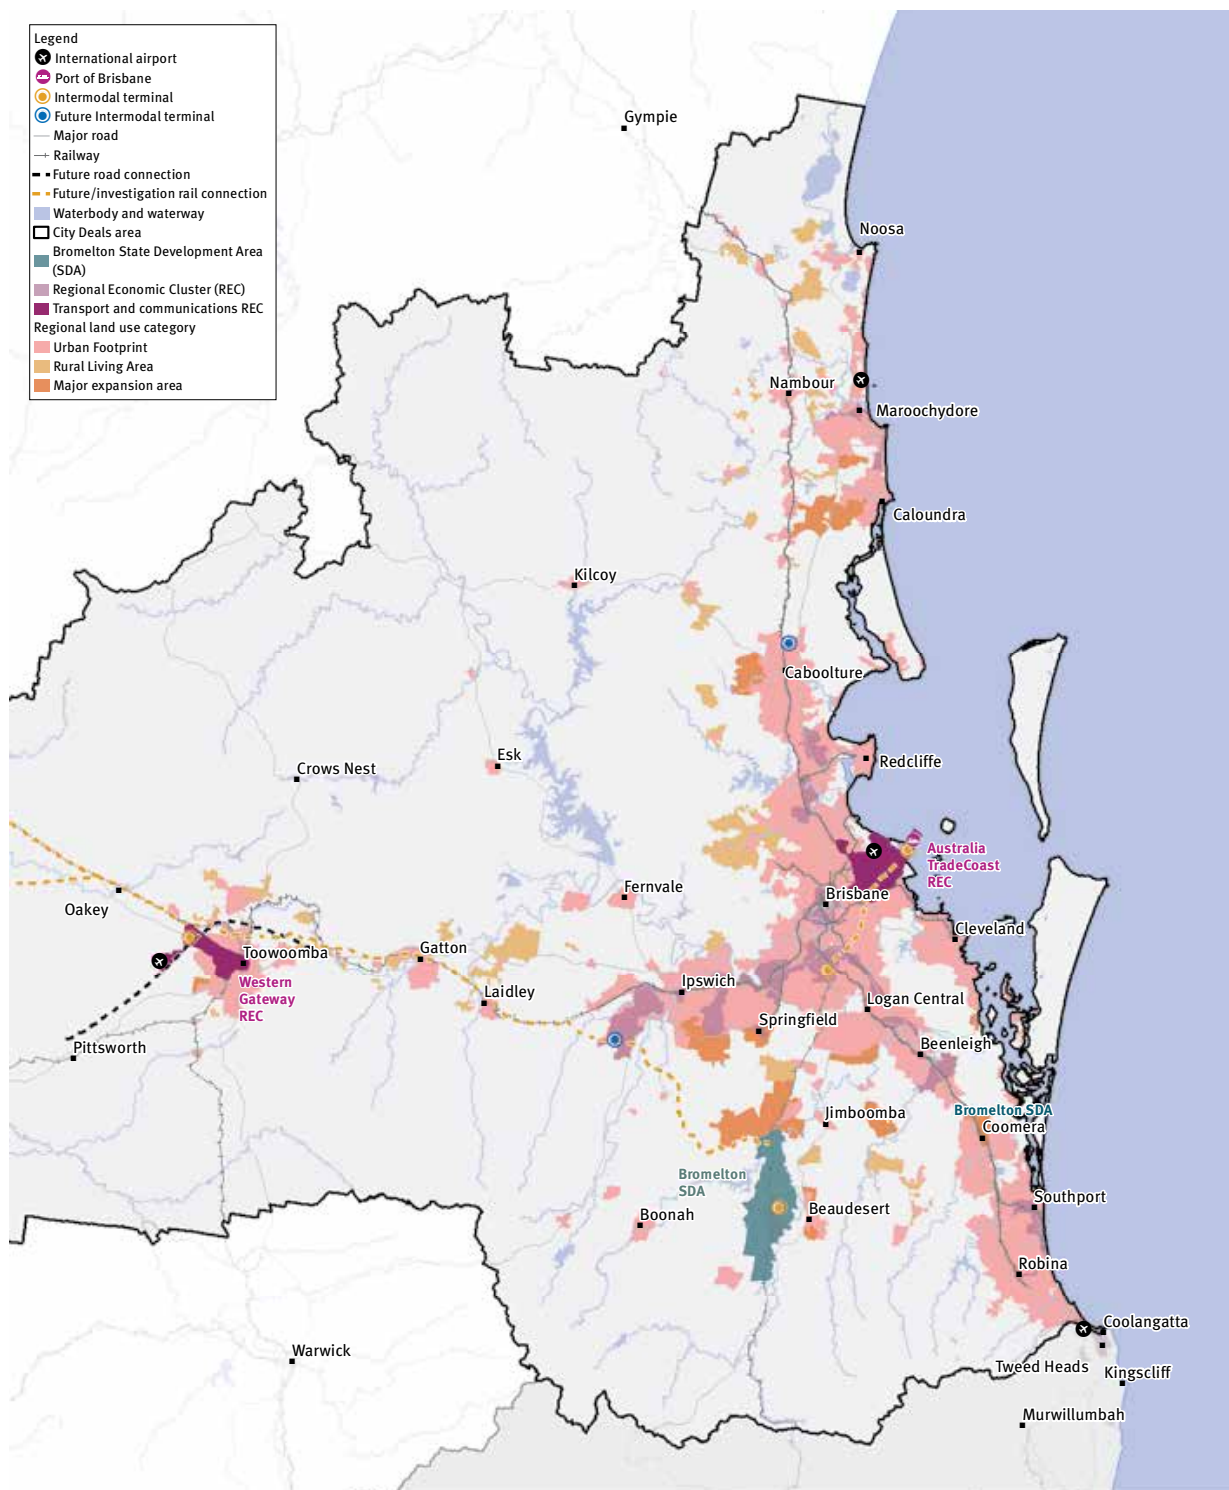 Legend
International airport
Port of Brisbane
Intermodal terminal
Future Intermodal terminal
Major road
Railway
Future road connection
Future/investigation rail connection
Waterbody and waterway
City Deals area
Bromelton State Development Area
(SDA)
Regional Economic Cluster (REC)
Transport and communications REC
Regional land use category
Urban Footprint
Rural Living Area
Major expansion area
Gympie
Noosa
Nambour
Maroochydore
Caloundra
Kilcoy
Caboolture
Esk
Crows Nest
Redcliffe
Australia
TradeCoast
REC
Fernvale
Brisbane
Oakey
Cleveland
Gatton
Toowoomba
Western
Gateway
REC
Ipswich
Laidley
Logan Central
Springfield
Pittsworth
Beenleigh
Jimboomba
Bromelton SDA
Coomera
Bromelton
SDA
Southport
Boonah
Beaudesert
Robina
Coolangatta
Warwick
Tweed Heads
Kingscliff
Murwillumbah